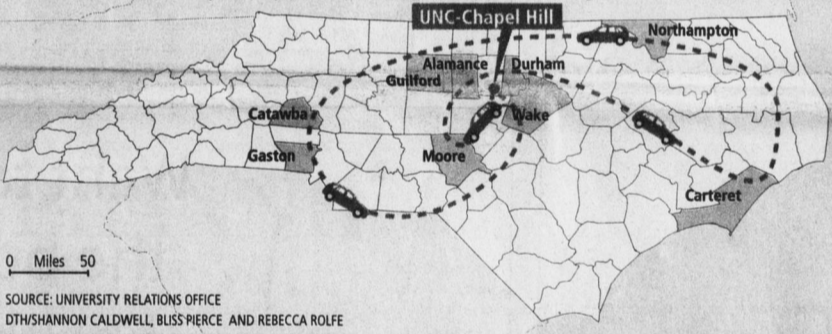 UNC-Chapel Hill
Northampton
Alamance Durham
Guilford
Catawba
Wake
Gaston
Moore
Carteret
0 Miles 50
SOURCE: UNIVERSITY RELATIONS OFFICE
DTH/SHANNON CALDWELL, BLISS PIERCE AND REBECCA ROLFE